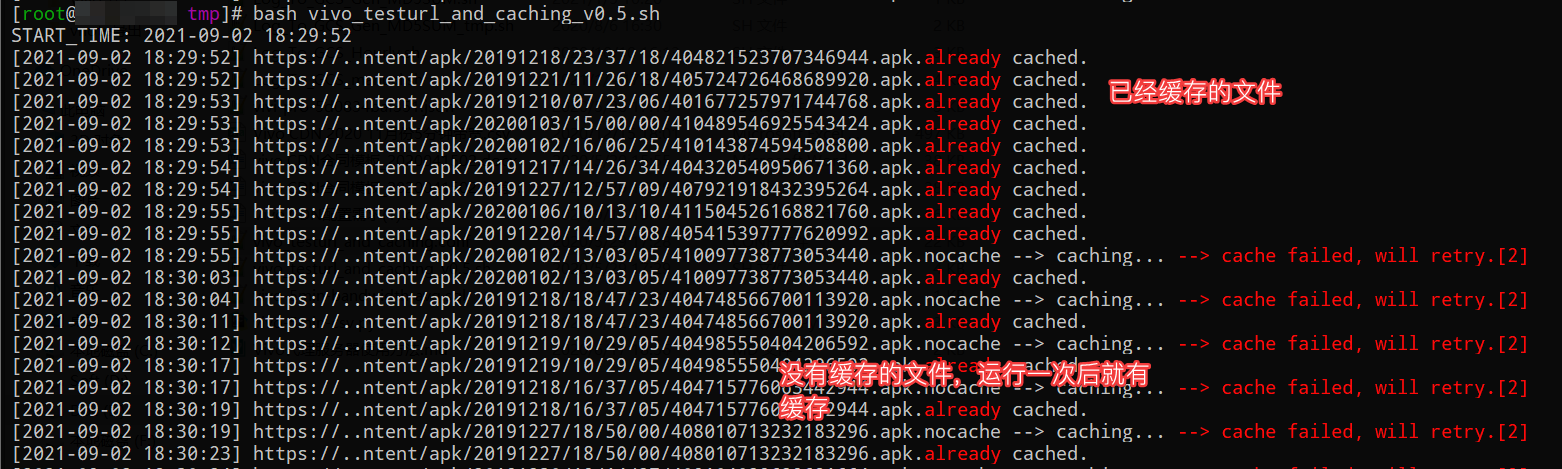 [root@ tmp]# bash vivo_testurl_and_caching_v0.5.sh
START_TIME: 2021-09-02 18:29:52
[2021-09-02 18:29:52] https://..ntent/apk/20191218/23/37/18/404821523707346944.apk.already cached.
[2021-09-02 18:29:52] https://..ntent/apk/20191221/11/26/18/405724726468689920.apk.already cached.
已经缓存的文件
[2021-09-02 18:29:53] https://..ntent/apk/20191210/07/23/06/401677257971744768.apk.already cached.
[2021-09-02 18:29:53] https://..ntent/apk/20200103/15/00/00/410489546925543424.apk.already cached.
[2021-09-02 18:29:53] https://..ntent/apk/20200102/16/06/25/410143874594508800.apk.already cached.
[2021-09-02 18:29:54] https://..ntent/apk/20191217/14/26/34/404320540950671360.apk.already cached.
[2021-09-02 18:29:54] https://..ntent/apk/20191227/12/57/09/407921918432395264.apk.already cached.
[2021-09-02 18:29:55] https://..ntent/apk/20200106/10/13/10/411504526168821760.apk.already cached.
[2021-09-02 18:29:55] https://..ntent/apk/20191220/14/57/08/405415397777620992.apk.already cached.
[2021-09-02 18:29:55] https://..ntent/apk/20200102/13/03/05/410097738773053440.apk.nocache --> caching... --> cache failed, will retry.[2]
[2021-09-02 18:30:03] https://..ntent/apk/20200102/13/03/05/410097738773053440.apk.already cached.
[2021-09-02 18:30:04] https://..ntent/apk/20191218/18/47/23/404748566700113920.apk.nocache --> caching... --> cache failed, will retry.[2]
[2021-09-02 18:30:11] https://..ntent/apk/20191218/18/47/23/404748566700113920.apk.already cached.
[2021-09-02 18:30:12] https://..ntent/apk/20191219/10/29/05/404985550404206592.apk.nocache --> caching... --> cache failed, will retry.[2]
[2021-09-02 18:30:17] https://..ntent/apk/20191219/10/29/05/
没有缓存的文件，运行一次后就有
缓存
[2021-09-02 18:30:17] https://..ntent/apk/20191218/16/37/05/ --> caching... --> cache failed, will retry.[2]
[2021-09-02 18:30:19] https://..ntent/apk/20191218/16/37/05/ already cached.
[2021-09-02 18:30:19] https://..ntent/apk/20191227/18/50/00/408010713232183296.apk.nocache --> caching... --> cache failed, will retry.[2]
[2021-09-02 18:30:23] https://..ntent/apk/20191227/18/50/00/408010713232183296.apk.already cached.